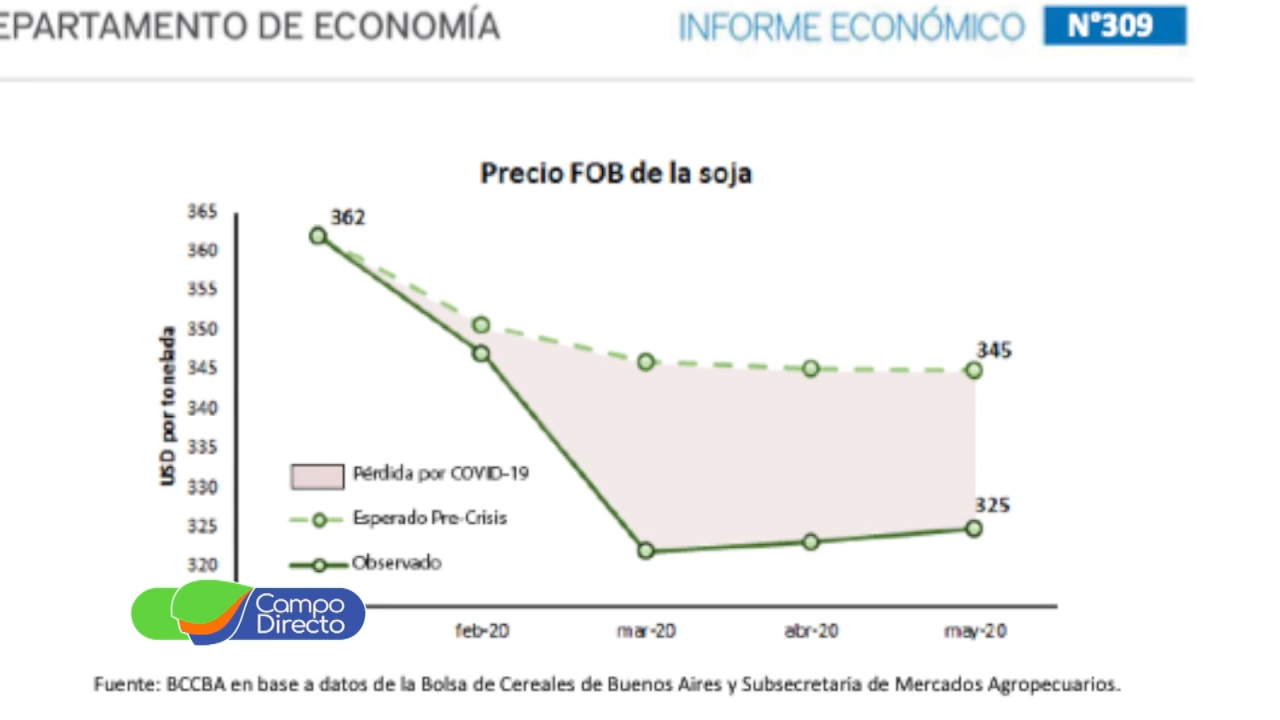 EPARTAMENTO DE ECONOMÍA
INFORME ECONÓMICO N°309
Precio FOB de la soja
USD por tonelada
365
360
355
350
345
340
335
330
325
320
362
345
325
Pérdida por COVID-19
Esperado Pre-Crisis
Observado
Campo
Directo
feb-20 mar-20 abr-20 may-20
Fuente: BCCBA en base a datos de la Bolsa de Cereales de Buenos Aires y Subsecretaria de Mercados Agropecuarios.